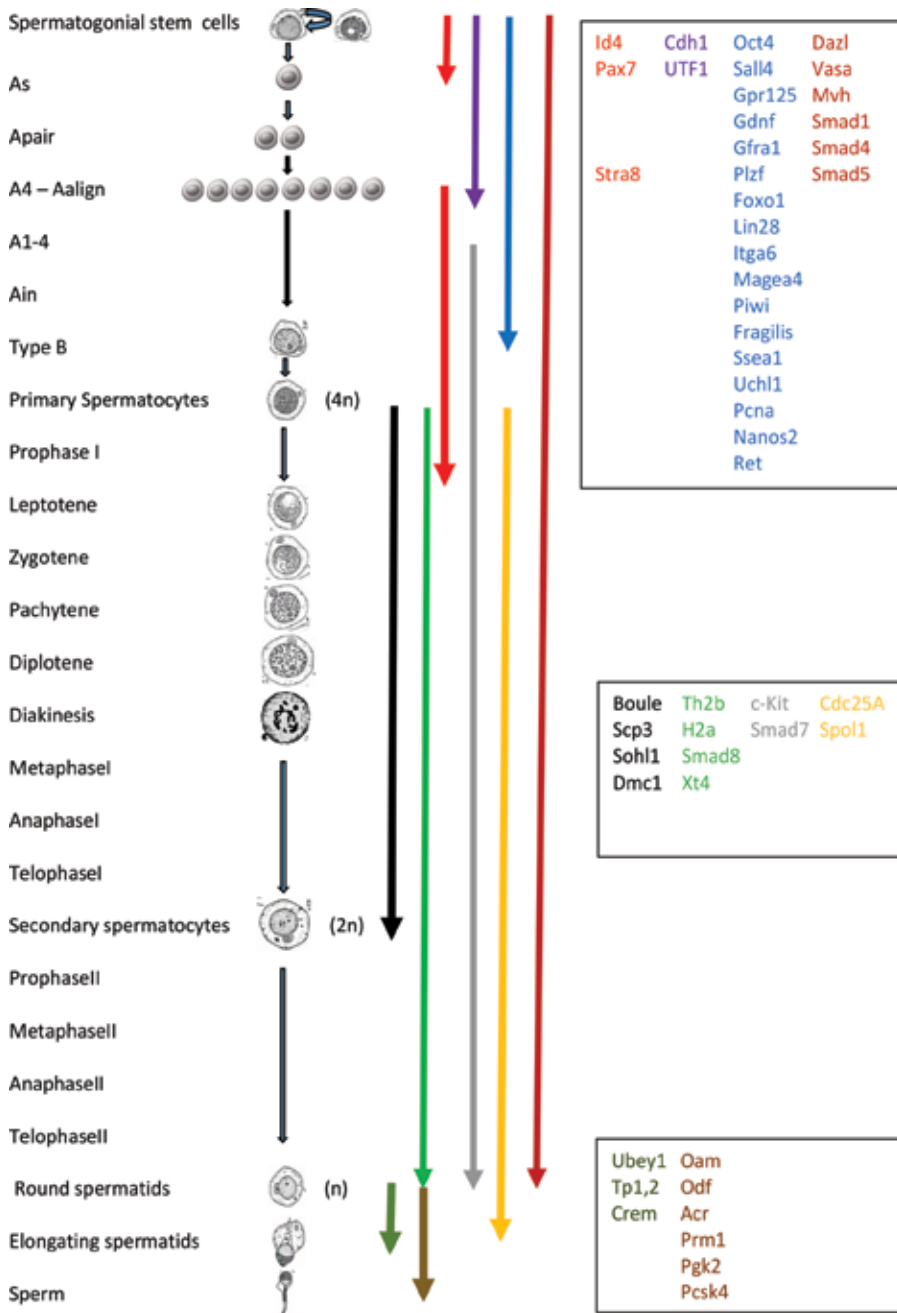 Spermatogonial stem cells
As
Apair
A4 – Aalign
A1-4
Ain
Type B
Primary Spermatocytes (4n)
Prophase I
Leptotene
Zygotene
Pachytene
Diplotene
Diakinesis
MetaphaseI
AnaphaseI
TelophaseI
Secondary spermatocytes (2n)
ProphaseII
MetaphaseII
AnaphaseII
TelophaseII
Round spermatids (n)
Elongating spermatids
Sperm
Id4 Cdh1 Oct4 Dazl
Pax7 UTF1 Sall4 Vasa
Gpr125 Mvh
Gdnf Smad1
Gfra1 Smad4
Stra8 Plzf Smad5
Foxo1
Lin28
Itga6
Magea4
Piwi
Fragilis
Ssea1
Uchl1
Pcna
Nanos2
Ret
Boule Th2b c-Kit Cdc25A
Scp3 H2a Smad7 Spol1
Sohl1 Smad8
Dmc1 Xt4
Ubey1 Oam
Tp1,2 Odf
Crem Acr
Prm1
Pgk2
Pcsk4